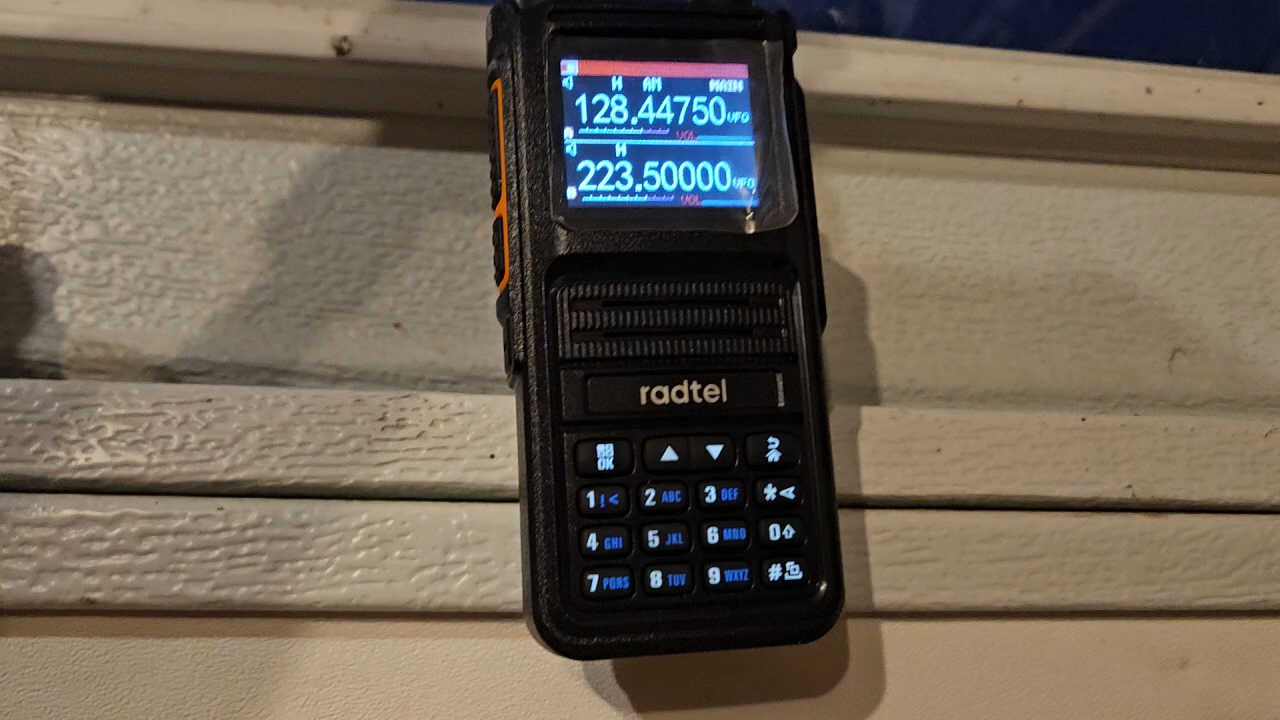 H AM MAIN
128.44750 VFO
VOL
H
223.50000 VFO
VOL
radtel
OK
1 ! < 2 ABC 3 DEF *
4 GHI 5 JKL 6 MNO 0
7 PQRS 8 TUV 9 WXYZ #